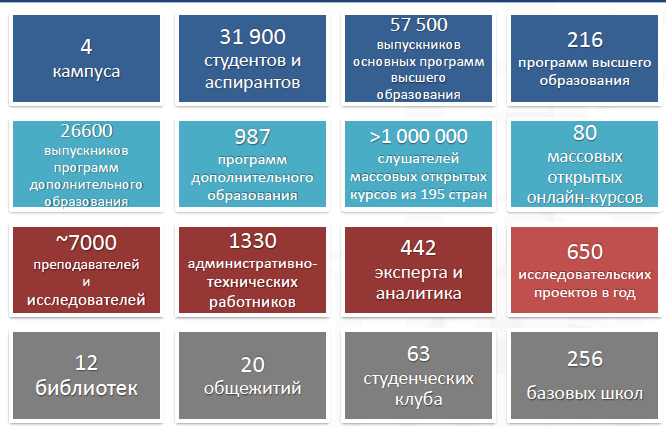 4
кампуса
31 900
студентов и
аспирантов
57 500
выпускников
основных программ
высшего
образования
216
программ высшего
образования
26600
выпускников
программ
дополнительного
образования
987
программ
дополнительного
образования
>1 000 000
слушателей
массовых открытых
курсов из 195 стран
80
массовых
открытых
онлайн-курсов
~7000
преподавателей
и
исследователей
1330
административно-
технических
работников
442
эксперта и
аналитика
650
исследовательских
проектов в год
12
библиотек
20
общежитий
63
студенческих
клуба
256
базовых школ